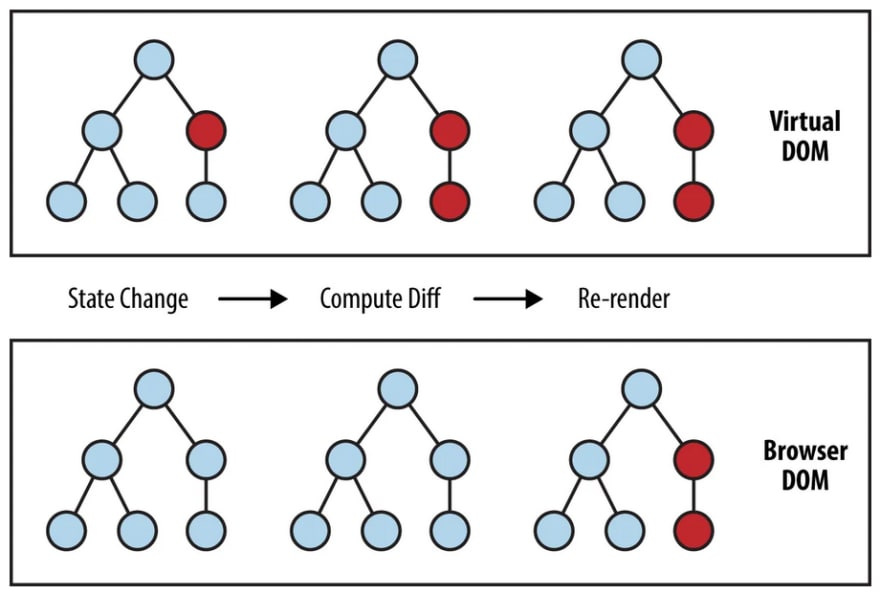 Virtual
DOM
State Change
Compute Diff
Re-render
Browser
DOM